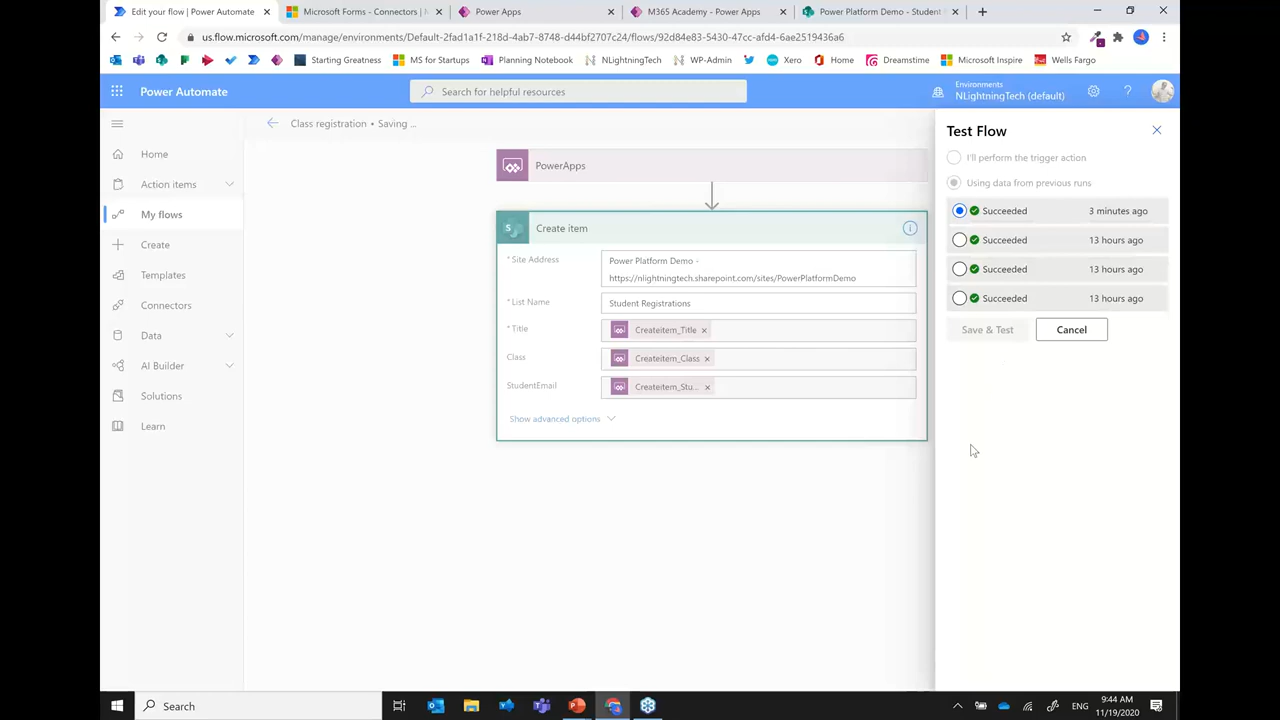 Edit your flow | Power Automate
Microsoft Forms - Connectors | N
Power Apps
M365 Academy - Power Apps
Power Platform Demo - Student R
us.flow.microsoft.com/manage/environments/Default-2fad1a1f-218d-4ab7-8748-d44bf2707c24/flows/92d84e83-5430-47cc-afd4-6ae2519436a6
Starting Greatness
MS for Startups
Planning Notebook
NLightningTech
WP-Admin
Xero
Home
Dreamstime
Microsoft Inspire
Wells Fargo
Power Automate
Search for helpful resources
Environments
NLightningTech (default)
Class registration • Saving ...
Home
Action items
My flows
Create
Templates
Connectors
Data
AI Builder
Solutions
Learn
PowerApps
Create item
* Site Address
Power Platform Demo -
https://nlightningtech.sharepoint.com/sites/PowerPlatformDemo
* List Name
Student Registrations
* Title
Createitem_Title
Class
Createitem_Class
StudentEmail
Createitem_Stu...
Show advanced options
Test Flow
I'll perform the trigger action
Using data from previous runs
Succeeded 3 minutes ago
Succeeded 13 hours ago
Succeeded 13 hours ago
Succeeded 13 hours ago
Save & Test
Cancel
Search
ENG
9:44 AM
11/19/2020